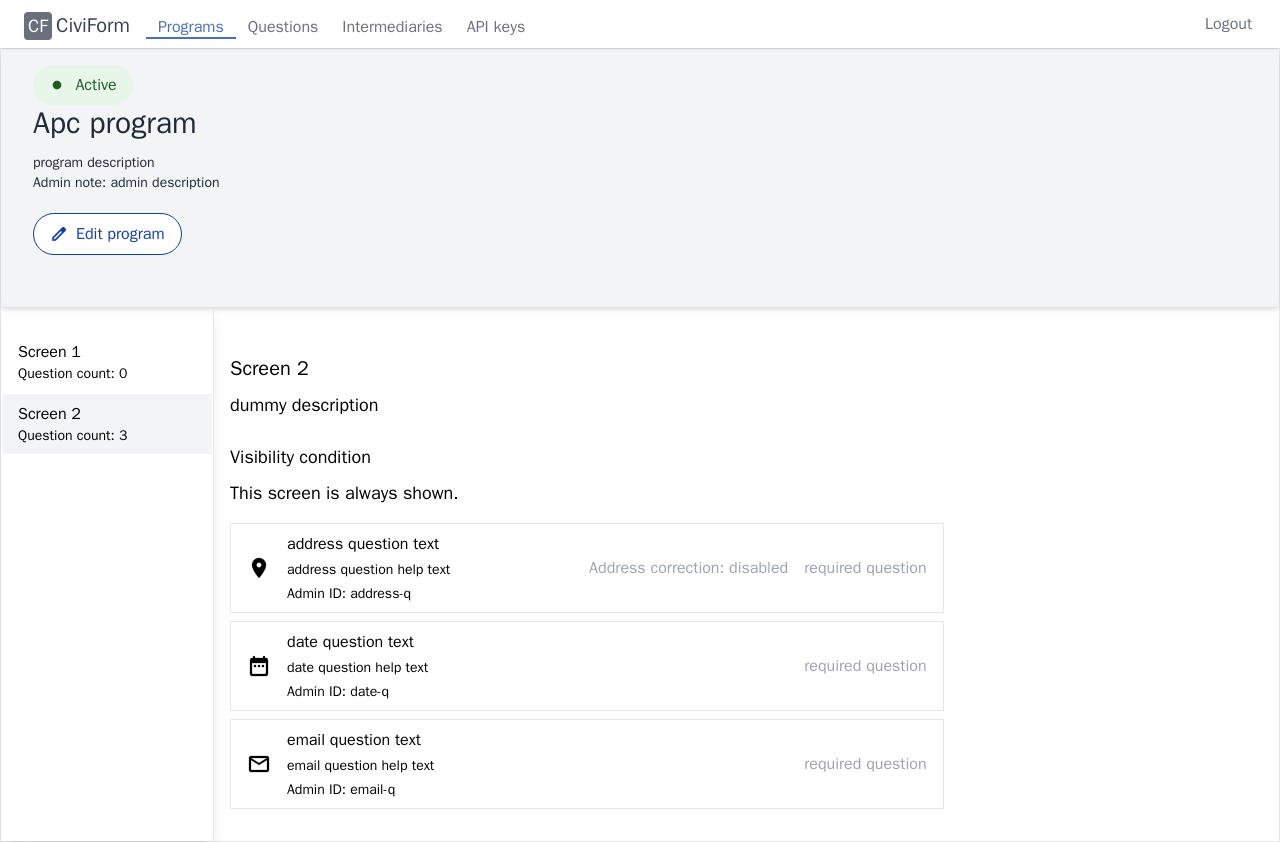 CF CiviForm Programs Questions Intermediaries API keys Logout
Active
Apc program
program description
Admin note: admin description
Edit program
Screen 1
Question count: 0
Screen 2
Question count: 3
Screen 2
dummy description
Visibility condition
This screen is always shown.
address question text
address question help text
Admin ID: address-q
Address correction: disabled required question
date question text
date question help text
Admin ID: date-q
required question
email question text
email question help text
Admin ID: email-q
required question